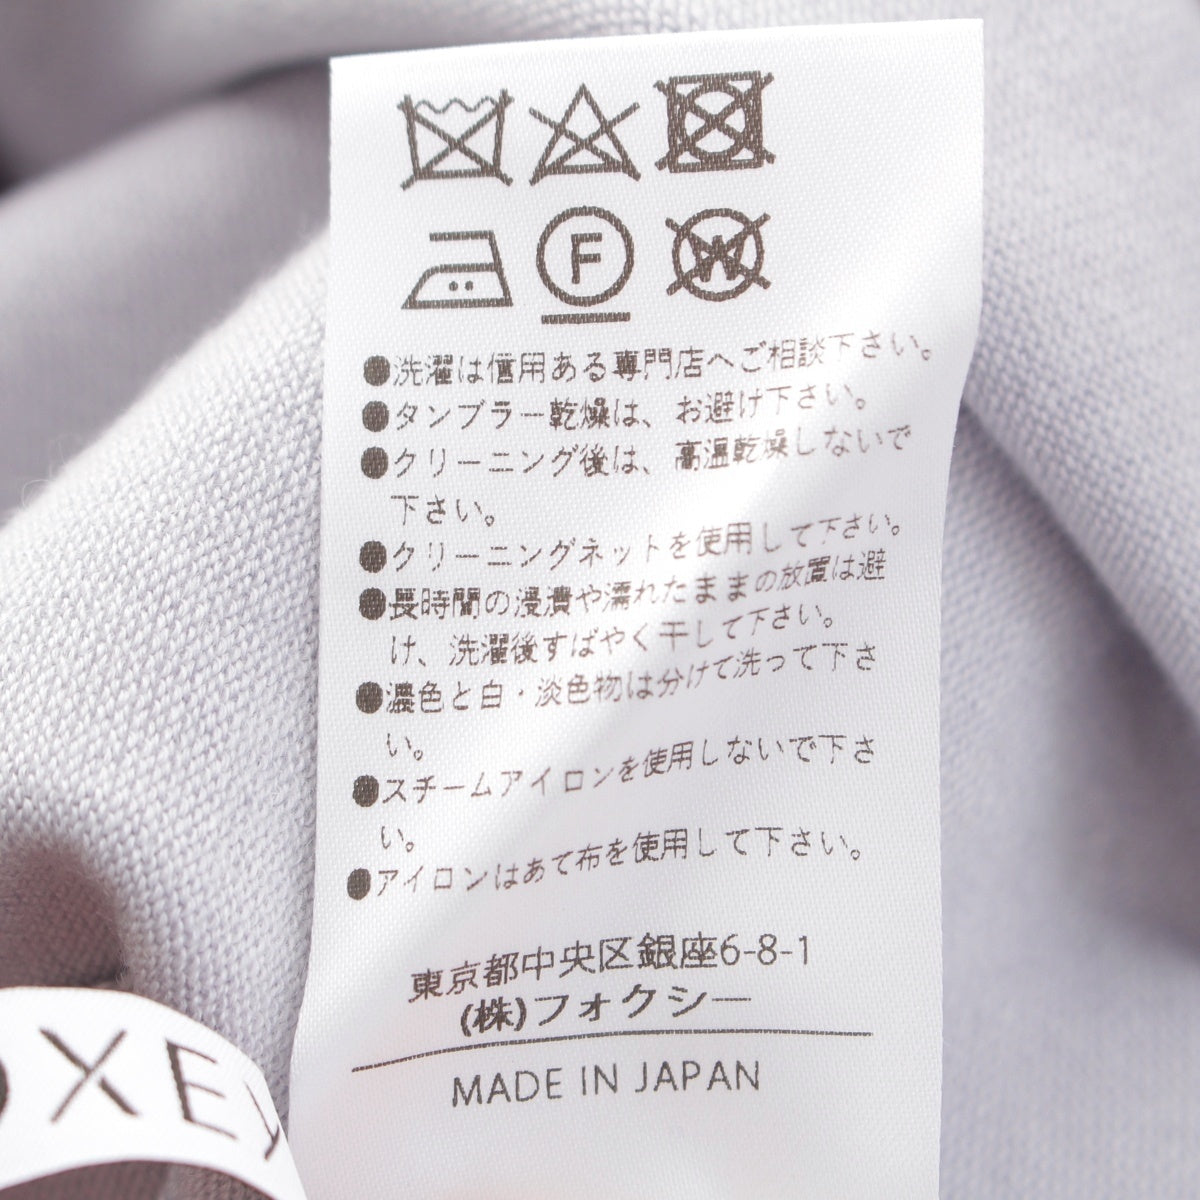 F
W
●洗濯は信用ある専門店へご相談下さい。
●タンブラー乾燥は、お避け下さい。
●クリーニング後は、高温乾燥しないで
下さい。
●クリーニングネットを使用して下さい。
●長時間の浸漬や濡れたままの放置は避
け、洗濯後すばやく干して下さい。
●濃色と白・淡色物は分けて洗って下さ
い。
●スチームアイロンを使用しないで下さ
い。
●アイロンはあて布を使用して下さい。
東京都中央区銀座6-8-1
(株)フォクシー
MADE IN JAPAN
OXEY